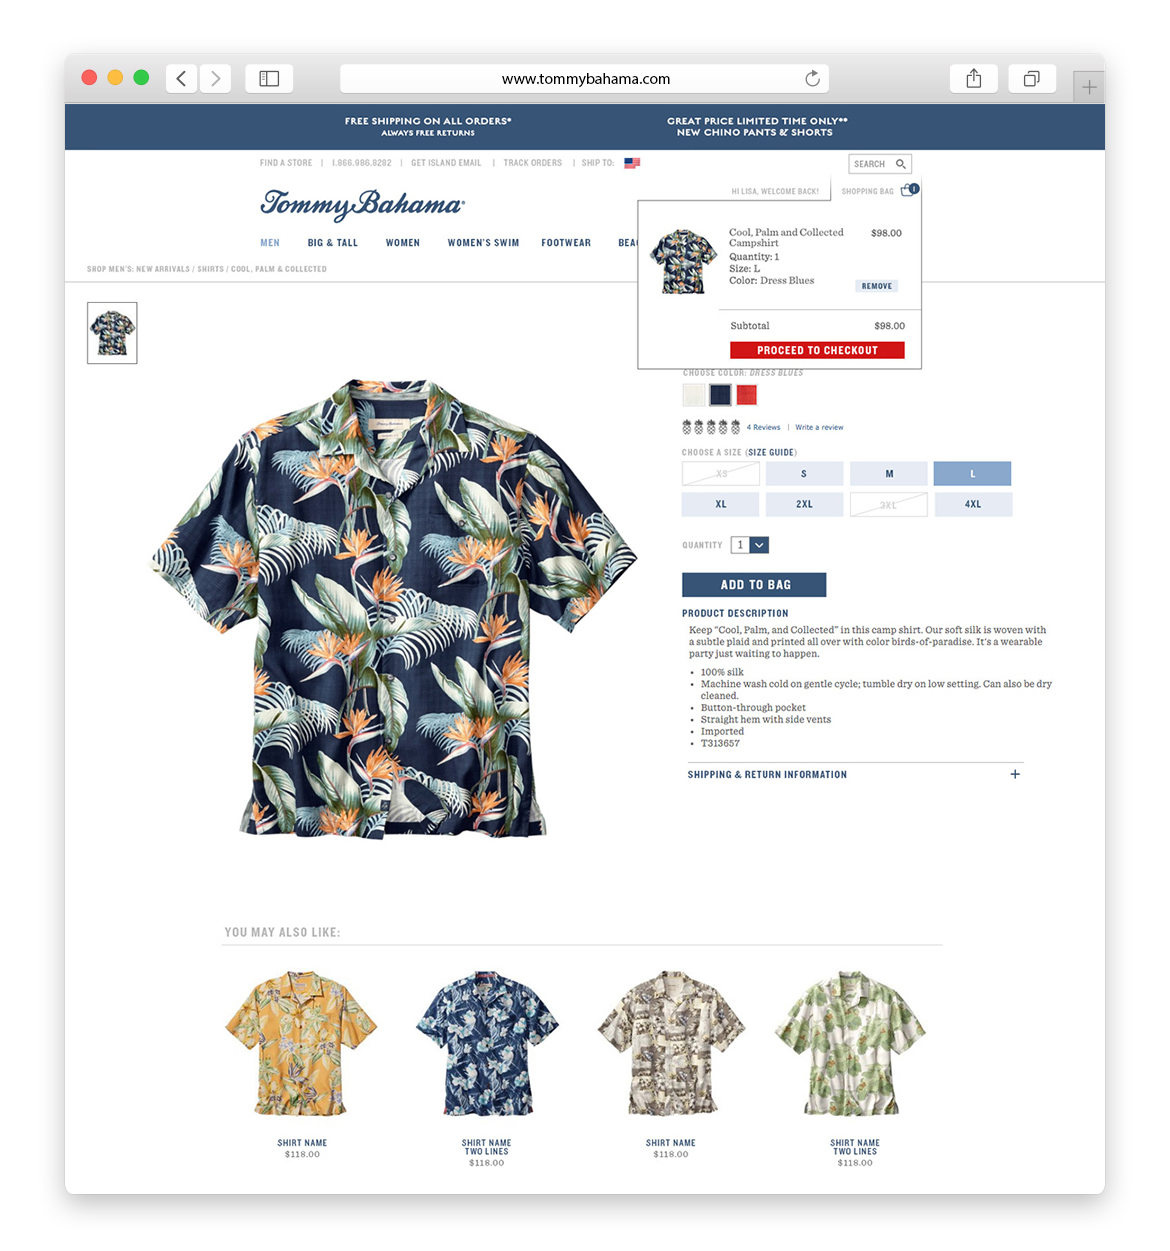 www.tommybahama.com
FREE SHIPPING ON ALL ORDERS*
ALWAYS FREE RETURNS
GREAT PRICE LIMITED TIME ONLY**
NEW CHINO PANTS & SHORTS
FIND A STORE | 1.866.986.8282 | GET ISLAND EMAIL | TRACK ORDERS | SHIP TO:
SEARCH
HI LISA, WELCOME BACK!
SHOPPING BAG 1
Tommy Bahama
MEN BIG & TALL WOMEN WOMEN'S SWIM FOOTWEAR BEA
SHOP MEN'S: NEW ARRIVALS / SHIRTS / COOL, PALM & COLLECTED
Cool, Palm and Collected
Campshirt
$98.00
Quantity: 1
Size: L
Color: Dress Blues
REMOVE
Subtotal $98.00
PROCEED TO CHECKOUT
CHOOSE COLOR: DRESS BLUES
4 Reviews | Write a review
CHOOSE A SIZE (SIZE GUIDE)
XS S M L
XL 2XL 3XL 4XL
QUANTITY 1
ADD TO BAG
PRODUCT DESCRIPTION
Keep "Cool, Palm, and Collected" in this camp shirt. Our soft silk is woven with
a subtle plaid and printed all over with color birds-of-paradise. It's a wearable
party just waiting to happen.
• 100% silk
• Machine wash cold on gentle cycle; tumble dry on low setting. Can also be dry
cleaned.
• Button-through pocket
• Straight hem with side vents
• Imported
• T313657
SHIPPING & RETURN INFORMATION +
YOU MAY ALSO LIKE:
SHIRT NAME
$118.00
SHIRT NAME
TWO LINES
$118.00
SHIRT NAME
$118.00
SHIRT NAME
TWO LINES
$118.00